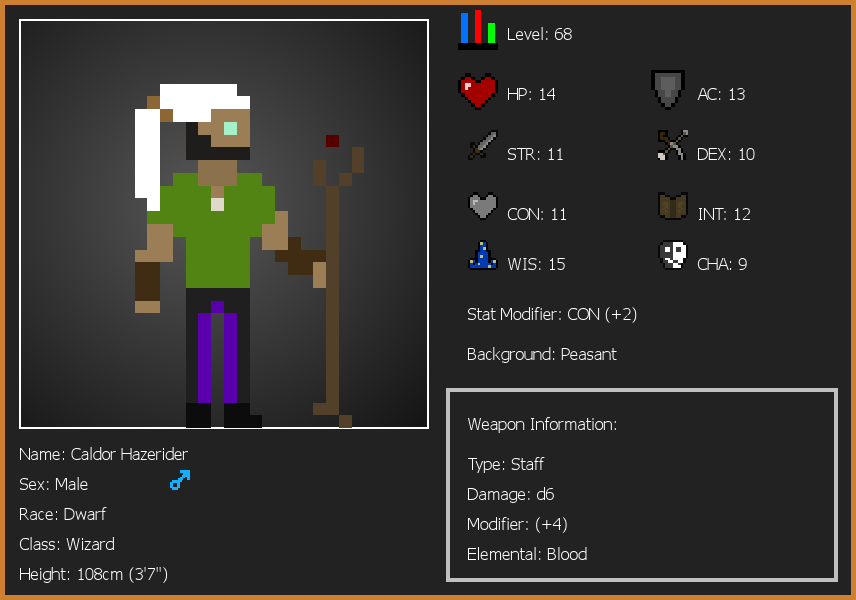 Level: 68
HP: 14
AC: 13
STR: 11
DEX: 10
CON: 11
INT: 12
WIS: 15
CHA: 9
Stat Modifier: CON (+2)
Background: Peasant
Weapon Information:
Type: Staff
Damage: d6
Modifier: (+4)
Elemental: Blood
Name: Caldor Hazerider
Sex: Male
Race: Dwarf
Class: Wizard
Height: 108cm (3'7")